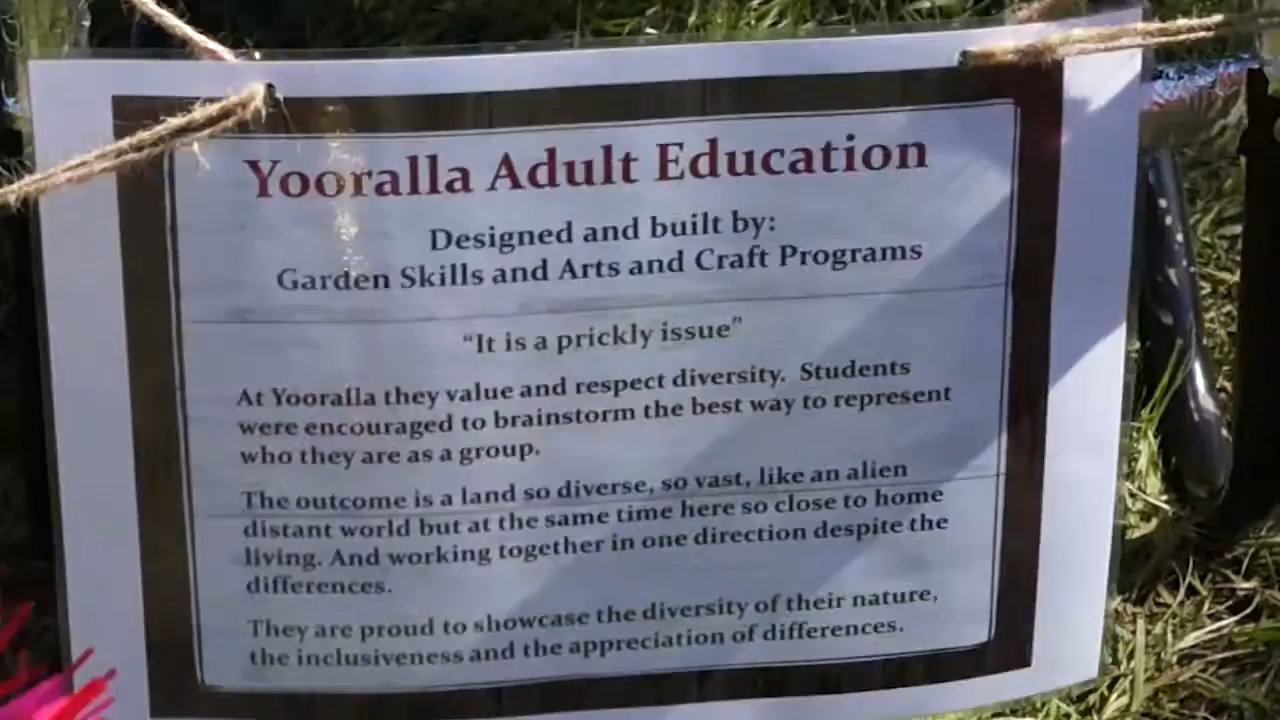 Yooralla Adult Education
Designed and built by:
Garden Skills and Arts and Craft Programs
“It is a prickly issue”
At Yooralla they value and respect diversity. Students
were encouraged to brainstorm the best way to represent
who they are as a group.
The outcome is a land so diverse, so vast, like an alien
distant world but at the same time here so close to home
living. And working together in one direction despite the
differences.
They are proud to showcase the diversity of their nature,
the inclusiveness and the appreciation of differences.